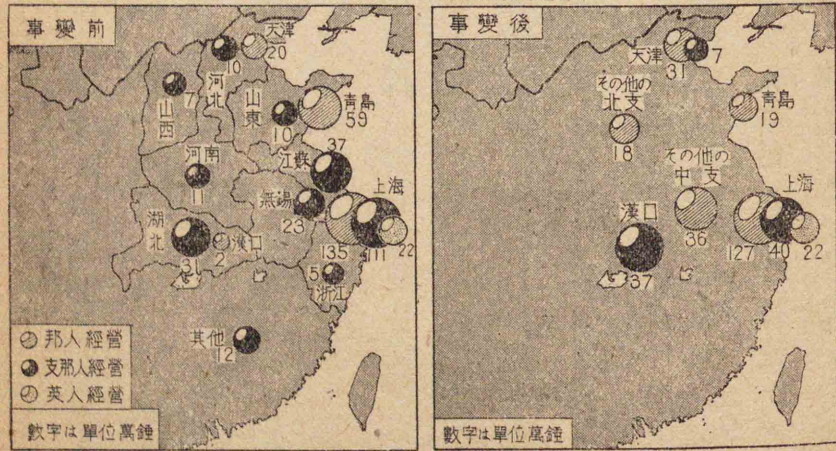 事變前
天津
20
10
河北
山西
7
山東
10
青島
59
河南
11
江蘇
37
無錫
23
上海
135
111
22
湖北
31
漢口
2
5
浙江
其他
12
邦人經營
支那人經營
英人經營
數字は單位萬錘
事變後
天津
31
7
その他の
北支
18
青島
19
その他の
中支
36
漢口
37
上海
127
40
22
數字は單位萬錘